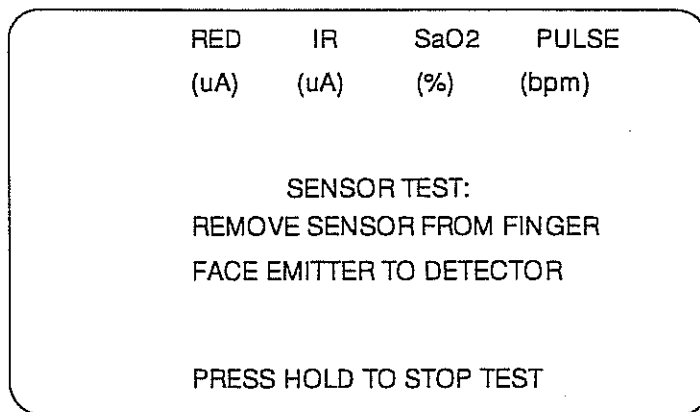 RED IR SaO2 PULSE
(uA) (uA) (%) (bpm)
SENSOR TEST:
REMOVE SENSOR FROM FINGER
FACE EMITTER TO DETECTOR
PRESS HOLD TO STOP TEST